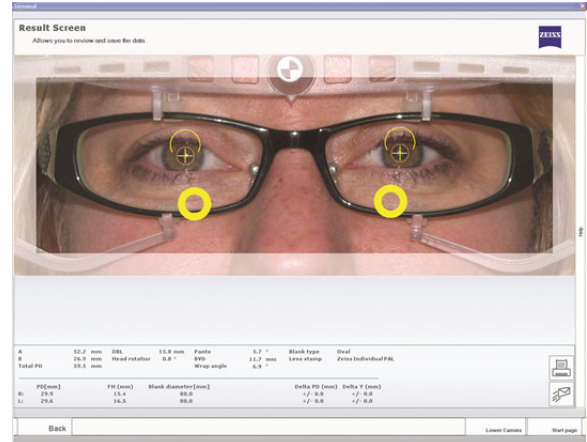 Terminal
Result Screen
Allows you to review and save the data
ZEISS
Help
A 52.2 mm DBL 15.8 mm Panto 5.7 ° Blank type Oval
B 26.9 mm Head rotation 0.0 ° BVD 11.7 mm Lens stamp Zeiss Individual PAL
Total PD 59.5 mm Wrap angle 6.9 °
PD[mm] FH (mm) Blank diameter[mm] Delta PD (mm) Delta Y (mm)
R: 29.9 15.4 80.0 +/- 0.0 +/- 0.0
L: 29.6 16.5 80.0 +/- 0.0 +/- 0.0
Back Lower Camera Start page